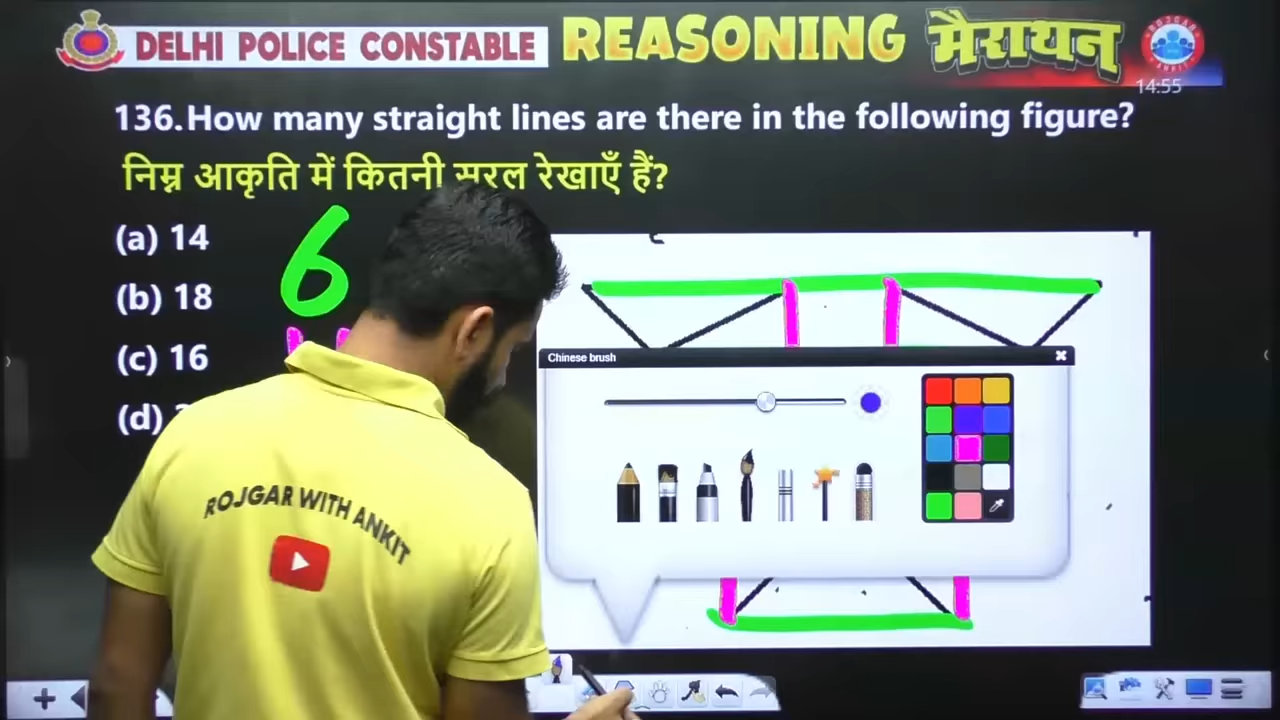 DELHI POLICE CONSTABLE
REASONING
मैराथन
14:55
136.How many straight lines are there in the following figure?
निम्न आकृति में कितनी सरल रेखाएँ हैं?
(a) 14
(b) 18
(c) 16
(d)
6
Chinese brush
ROJGAR WITH ANKIT